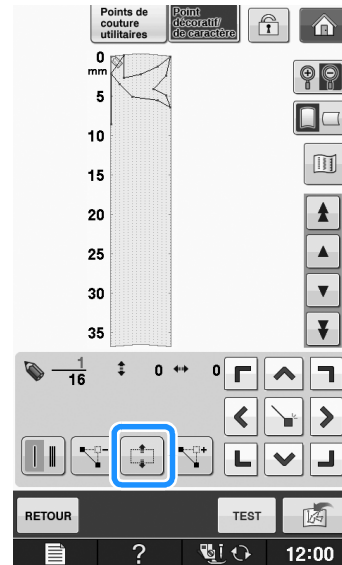 Points de
couture
utilitaires
Point
décoratif/
de caractère
0
mm
5
10
15
20
25
30
35
1
16
0
0
RETOUR
TEST
?
12:00